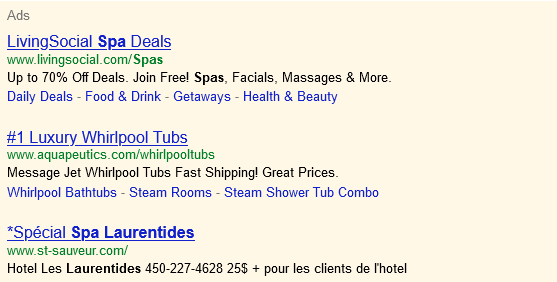 Ads
LivingSocial Spa Deals
www.livingsocial.com/Spas
Up to 70% Off Deals. Join Free! Spas, Facials, Massages & More.
Daily Deals - Food & Drink - Getaways - Health & Beauty
#1 Luxury Whirlpool Tubs
www.aquapeutics.com/whirlpooltubs
Message Jet Whirlpool Tubs Fast Shipping! Great Prices.
Whirlpool Bathtubs - Steam Rooms - Steam Shower Tub Combo
*Spécial Spa Laurentides
www.st-sauveur.com/
Hotel Les Laurentides 450-227-4628 25$ + pour les clients de l'hotel